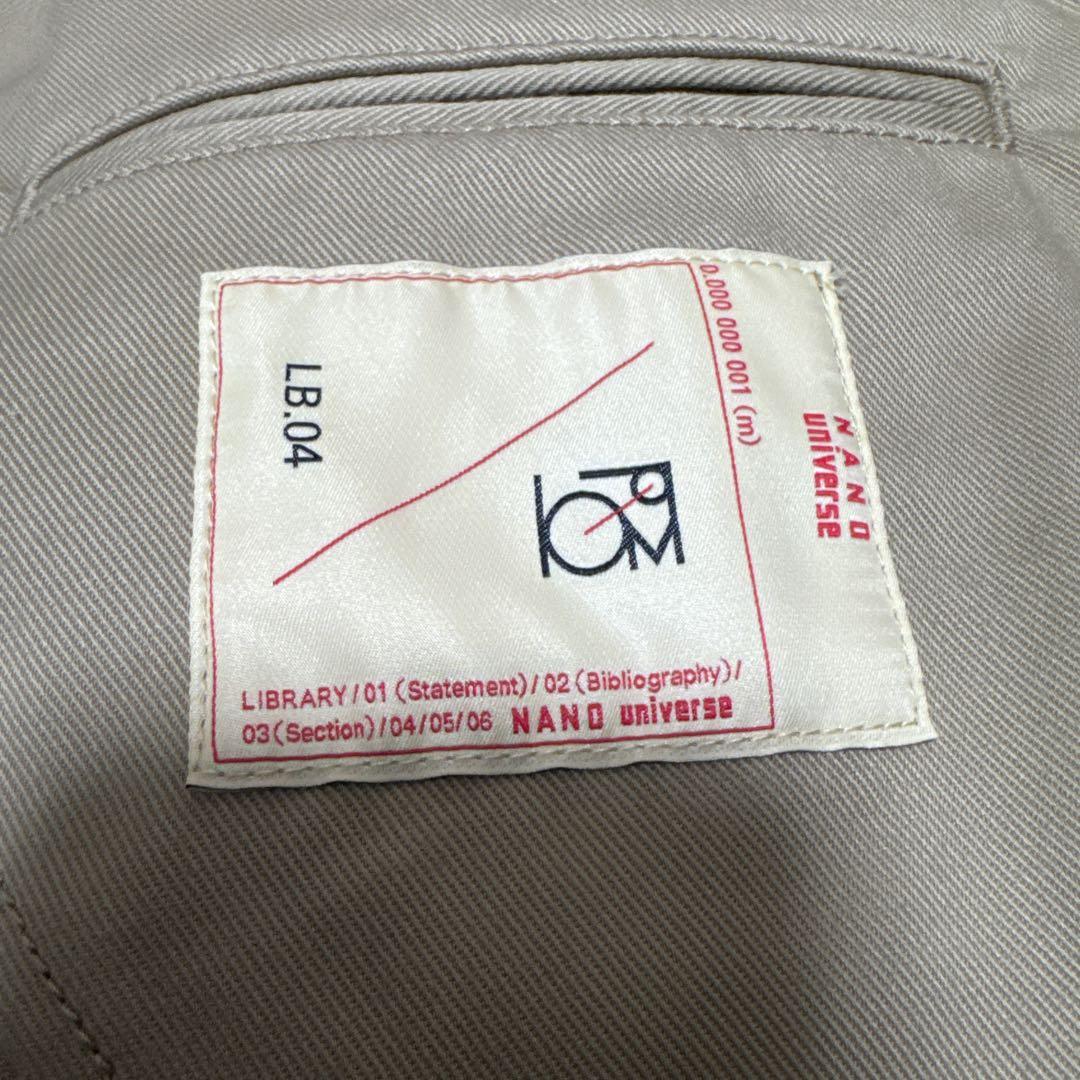 0.000 000 001 (m)
NANO
universe
LB.04
LIBRARY/01 (Statement)/02 (Bibliography)/
03 (Section)/04/05/06 NANO universe